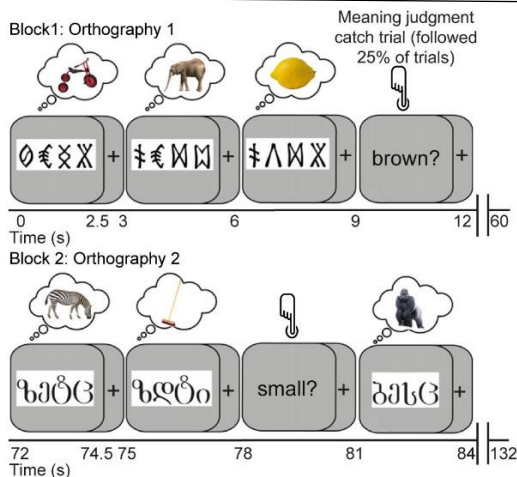 Block1: Orthography 1
Meaning judgment
catch trial (followed
25% of trials)
+ + + brown? +
0 2.5 3 6 9 12 60
Time (s)
Block 2: Orthography 2
+ + small? + +
72 74.5 75 78 81 84 132
Time (s)